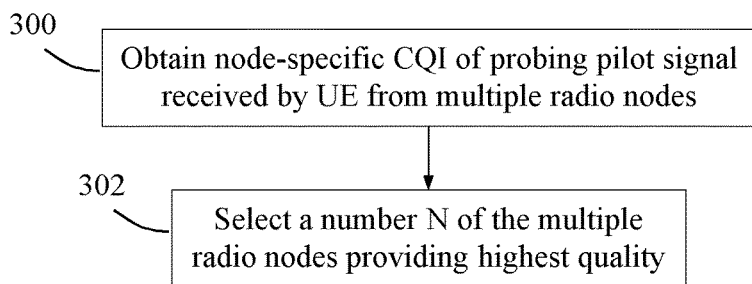 300
Obtain node-specific CQI of probing pilot signal
received by UE from multiple radio nodes
302
Select a number N of the multiple
radio nodes providing highest quality